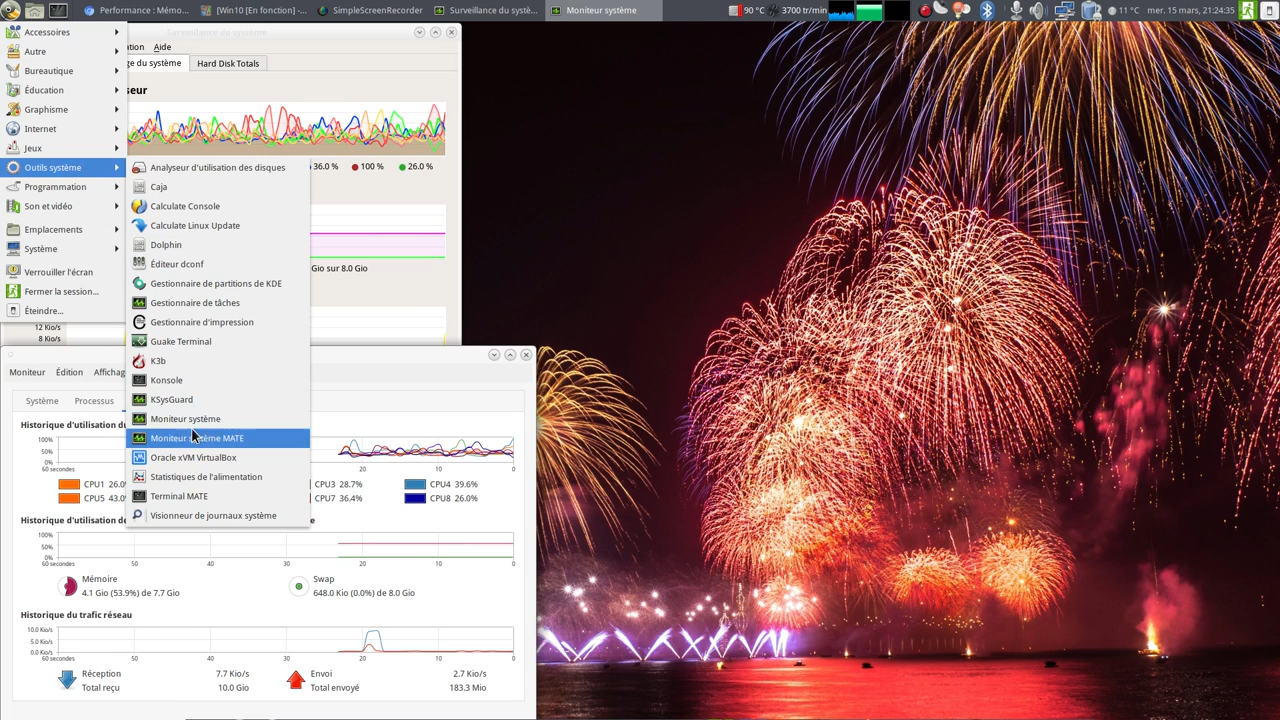 Performance : Mémo...
[Win10 [En fonction] - ...
SimpleScreenRecorder
Surveillance du systè...
Moniteur système
90 °C
3700 tr/min
11 °C
mer. 15 mars, 21:24:35
Accessoires
Autre
Bureautique
Éducation
Graphisme
Internet
Jeux
Outils système
Programmation
Son et vidéo
Emplacements
Système
Verrouiller l'écran
Fermer la session...
Éteindre...
Surveillance du système
Aide
ge du système
Hard Disk Totals
seur
36.0 %
100 %
26.0 %
Gio sur 8.0 Gio
12 Kio/s
8 Kio/s
Analyseur d'utilisation des disques
Caja
Calculate Console
Calculate Linux Update
Dolphin
Éditeur dconf
Gestionnaire de partitions de KDE
Gestionnaire de tâches
Gestionnaire d'impression
Guake Terminal
K3b
Konsole
KSysGuard
Moniteur système
Moniteur système MATE
Oracle xVM VirtualBox
Statistiques de l'alimentation
Terminal MATE
Visionneur de journaux système
Moniteur
Édition
Affichag
Système
Processus
Historique d'utilisation du
100%
50%
0%
60 secondes
20
10
0
CPU1 26.0
CPU3 28.7%
CPU4 39.6%
CPU5 43.0
CPU7 36.4%
CPU8 26.0%
Historique d'utilisation de
e
100%
50%
0%
60 secondes
50
40
30
20
10
0
Mémoire
4.1 Gio (53.9%) de 7.7 Gio
Swap
648.0 Kio (0.0%) de 8.0 Gio
Historique du trafic réseau
10.0 Kio/s
5.0 Kio/s
0.0 Kio/s
60 secondes
50
40
30
20
10
0
Réception
7.7 Kio/s
Total reçu
10.0 Gio
Envoi
2.7 Kio/s
Total envoyé
183.3 Mio